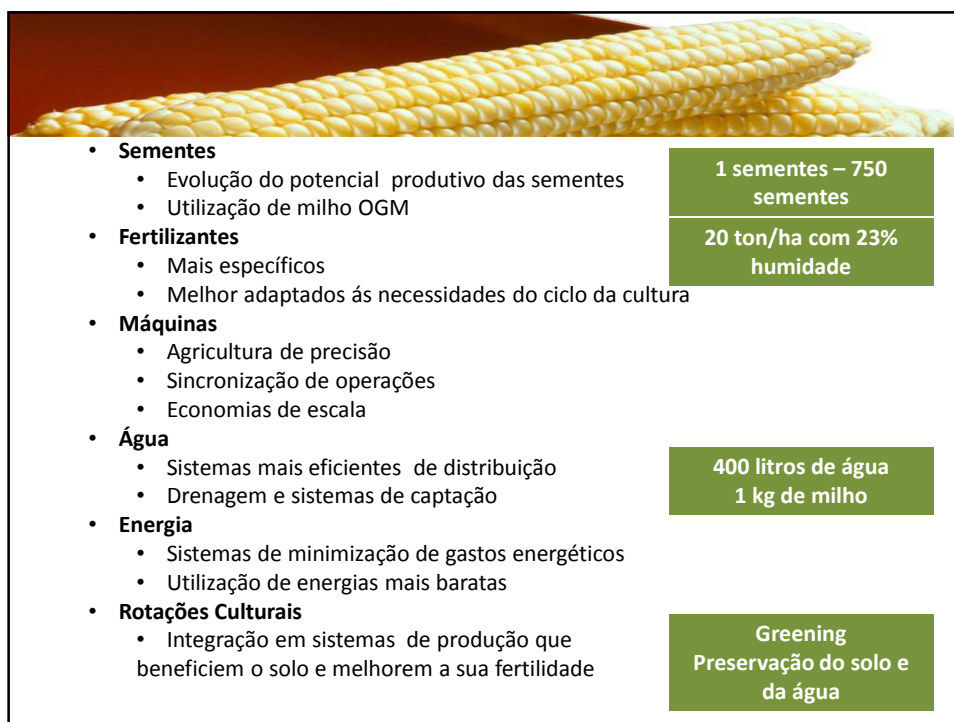 • Sementes
• Evolução do potencial produtivo das sementes
• Utilização de milho OGM
1 sementes – 750
sementes
• Fertilizantes
• Mais específicos
• Melhor adaptados ás necessidades do ciclo da cultura
20 ton/ha com 23%
humidade
• Máquinas
• Agricultura de precisão
• Sincronização de operações
• Economias de escala
• Água
• Sistemas mais eficientes de distribuição
• Drenagem e sistemas de captação
400 litros de água
1 kg de milho
• Energia
• Sistemas de minimização de gastos energéticos
• Utilização de energias mais baratas
• Rotações Culturais
• Integração em sistemas de produção que
beneficiem o solo e melhorem a sua fertilidade
Greening
Preservação do solo e
da água